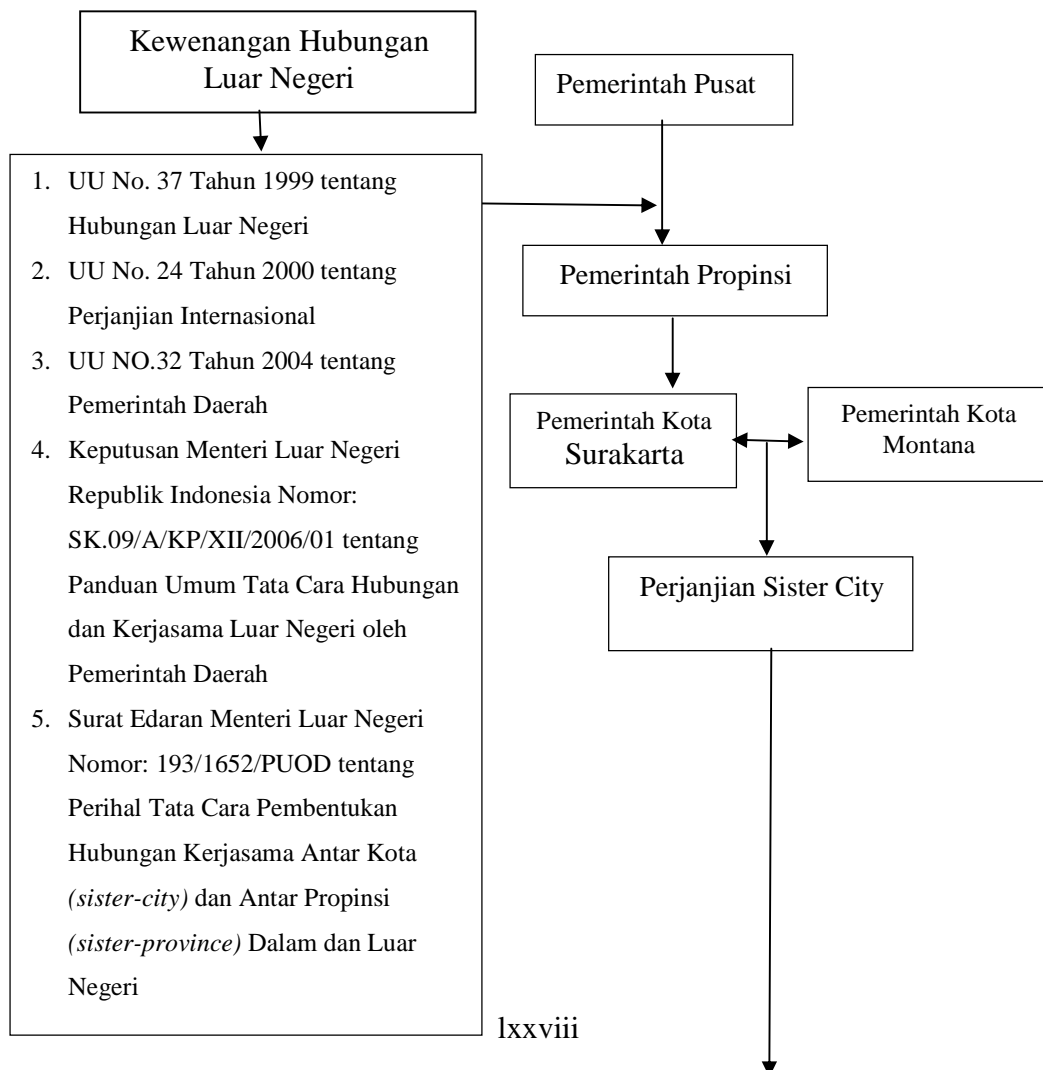 Kewenangan Hubungan
Luar Negeri
Pemerintah Pusat
1. UU No. 37 Tahun 1999 tentang
Hubungan Luar Negeri
2. UU No. 24 Tahun 2000 tentang
Perjanjian Internasional
3. UU NO.32 Tahun 2004 tentang
Pemerintah Daerah
4. Keputusan Menteri Luar Negeri
Republik Indonesia Nomor:
SK.09/A/KP/XII/2006/01 tentang
Panduan Umum Tata Cara Hubungan
dan Kerjasama Luar Negeri oleh
Pemerintah Daerah
5. Surat Edaran Menteri Luar Negeri
Nomor: 193/1652/PUOD tentang
Perihal Tata Cara Pembentukan
Hubungan Kerjasama Antar Kota
(sister-city) dan Antar Propinsi
(sister-province) Dalam dan Luar
Negeri
Pemerintah Propinsi
Pemerintah Kota
Surakarta
Pemerintah Kota
Montana
Perjanjian Sister City
lxxviii